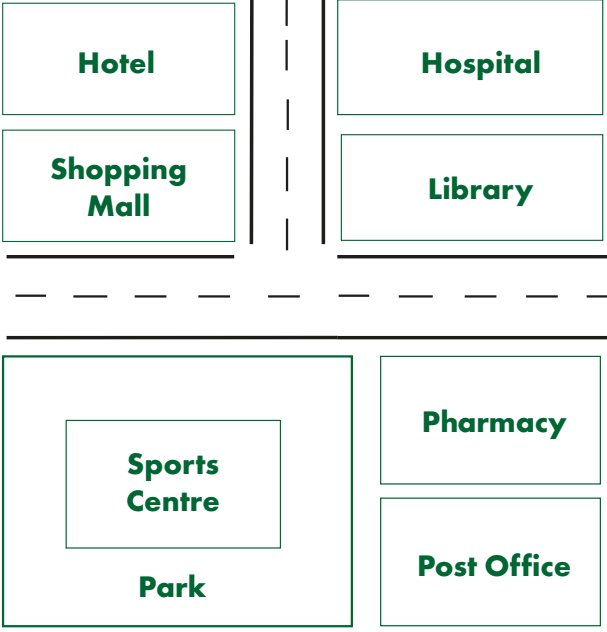 Hotel
Hospital
Shopping
Mall
Library
Pharmacy
Sports
Centre
Post Office
Park